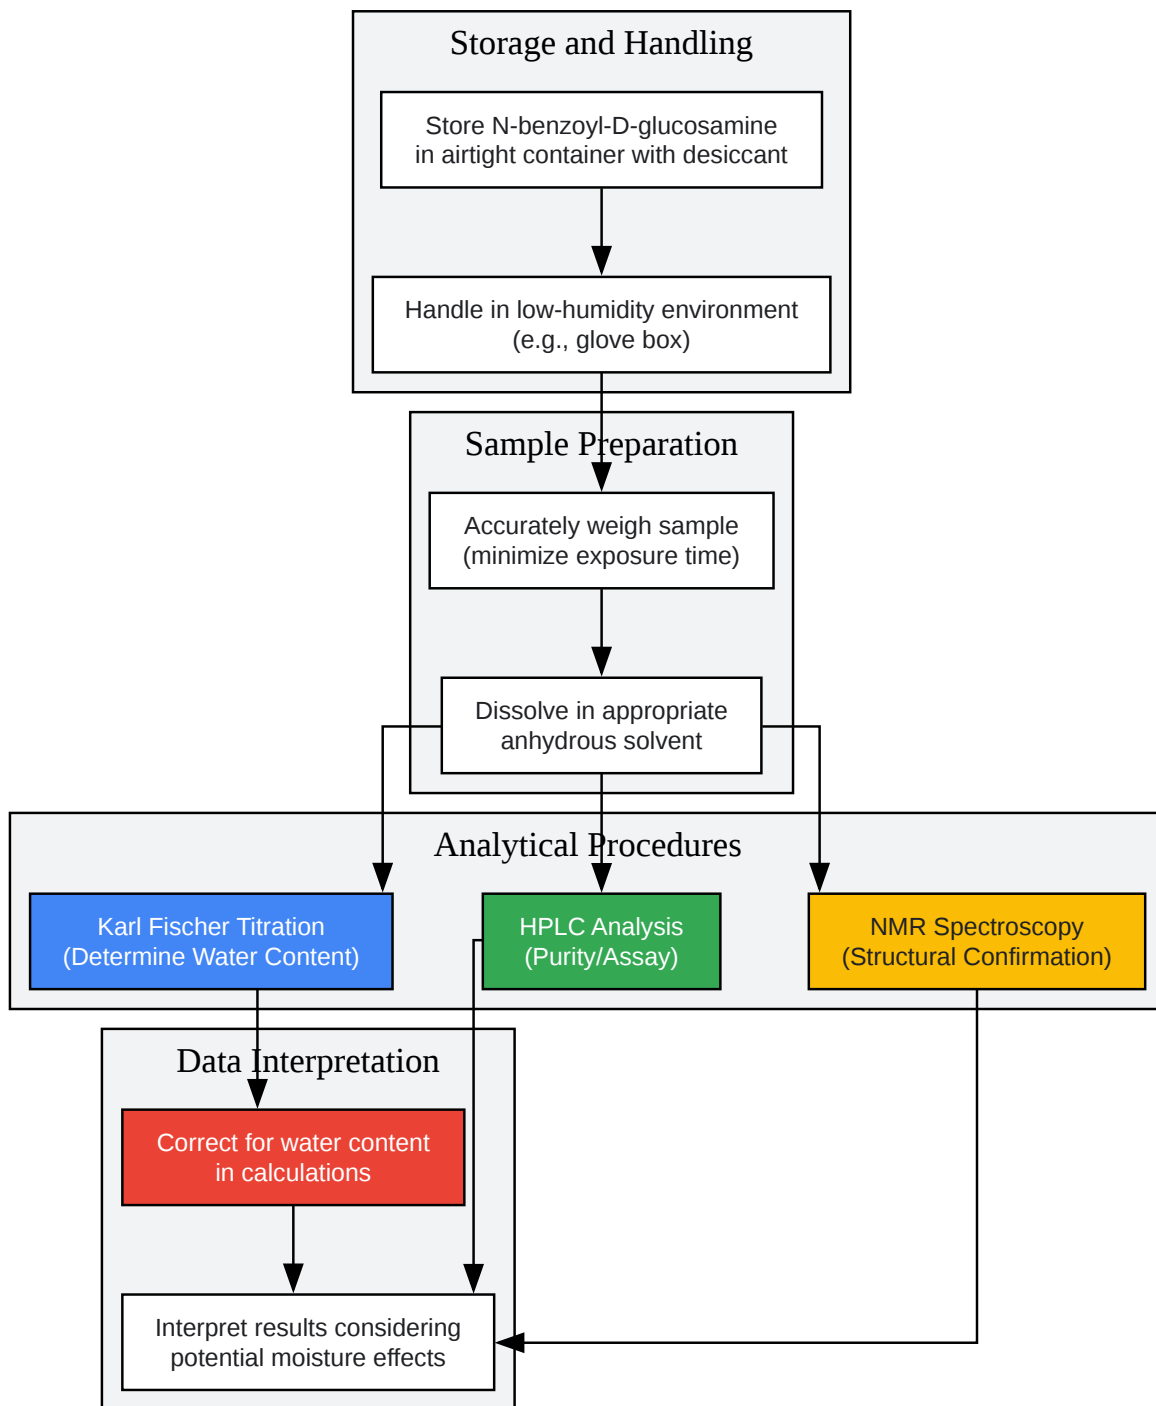 Storage and Handling
Store N-benzoyl-D-glucosamine
in airtight container with desiccant
Handle in low-humidity environment
(e.g., glove box)
Sample Preparation
Accurately weigh sample
(minimize exposure time)
Dissolve in appropriate
anhydrous solvent
Analytical Procedures
Karl Fischer Titration
(Determine Water Content)
HPLC Analysis
(Purity/Assay)
NMR Spectroscopy
(Structural Confirmation)
Data Interpretation
Correct for water content
in calculations
Interpret results considering
potential moisture effects